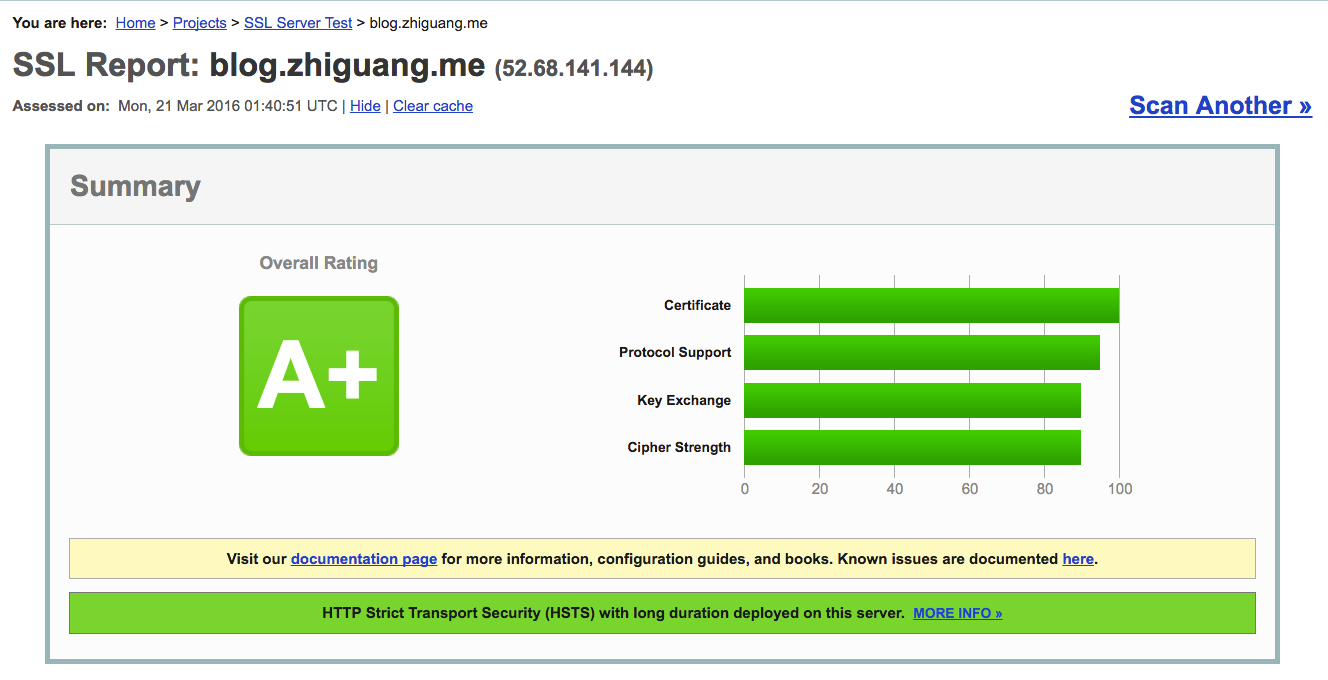 You are here: Home > Projects > SSL Server Test > blog.zhiguang.me
SSL Report: blog.zhiguang.me (52.68.141.144)
Assessed on: Mon, 21 Mar 2016 01:40:51 UTC | Hide | Clear cache
Scan Another »
Summary
Overall Rating
A+
Certificate
Protocol Support
Key Exchange
Cipher Strength
0 20 40 60 80 100
Visit our documentation page for more information, configuration guides, and books. Known issues are documented here.
HTTP Strict Transport Security (HSTS) with long duration deployed on this server. MORE INFO »